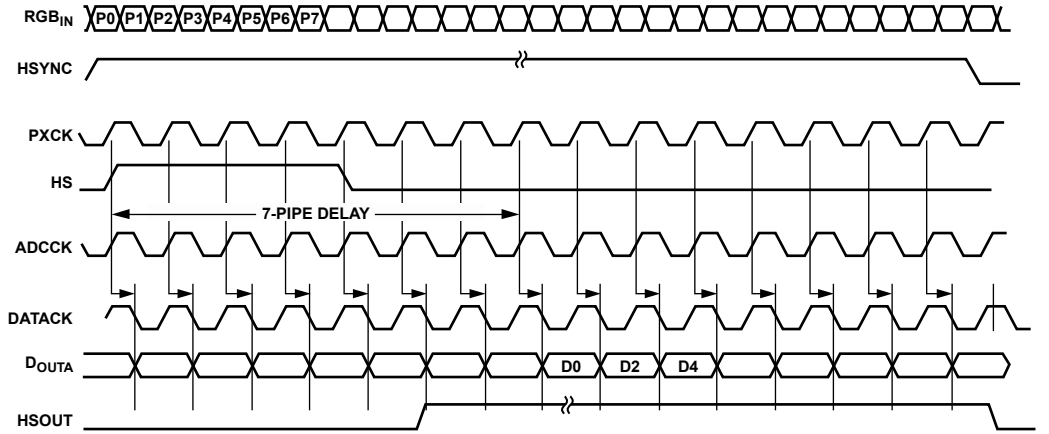 RGBIN P0 P1 P2 P3 P4 P5 P6 P7
HSYNC
PXCK
HS
7-PIPE DELAY
ADCCK
DATACK
DOUTA D0 D2 D4
HSOUT